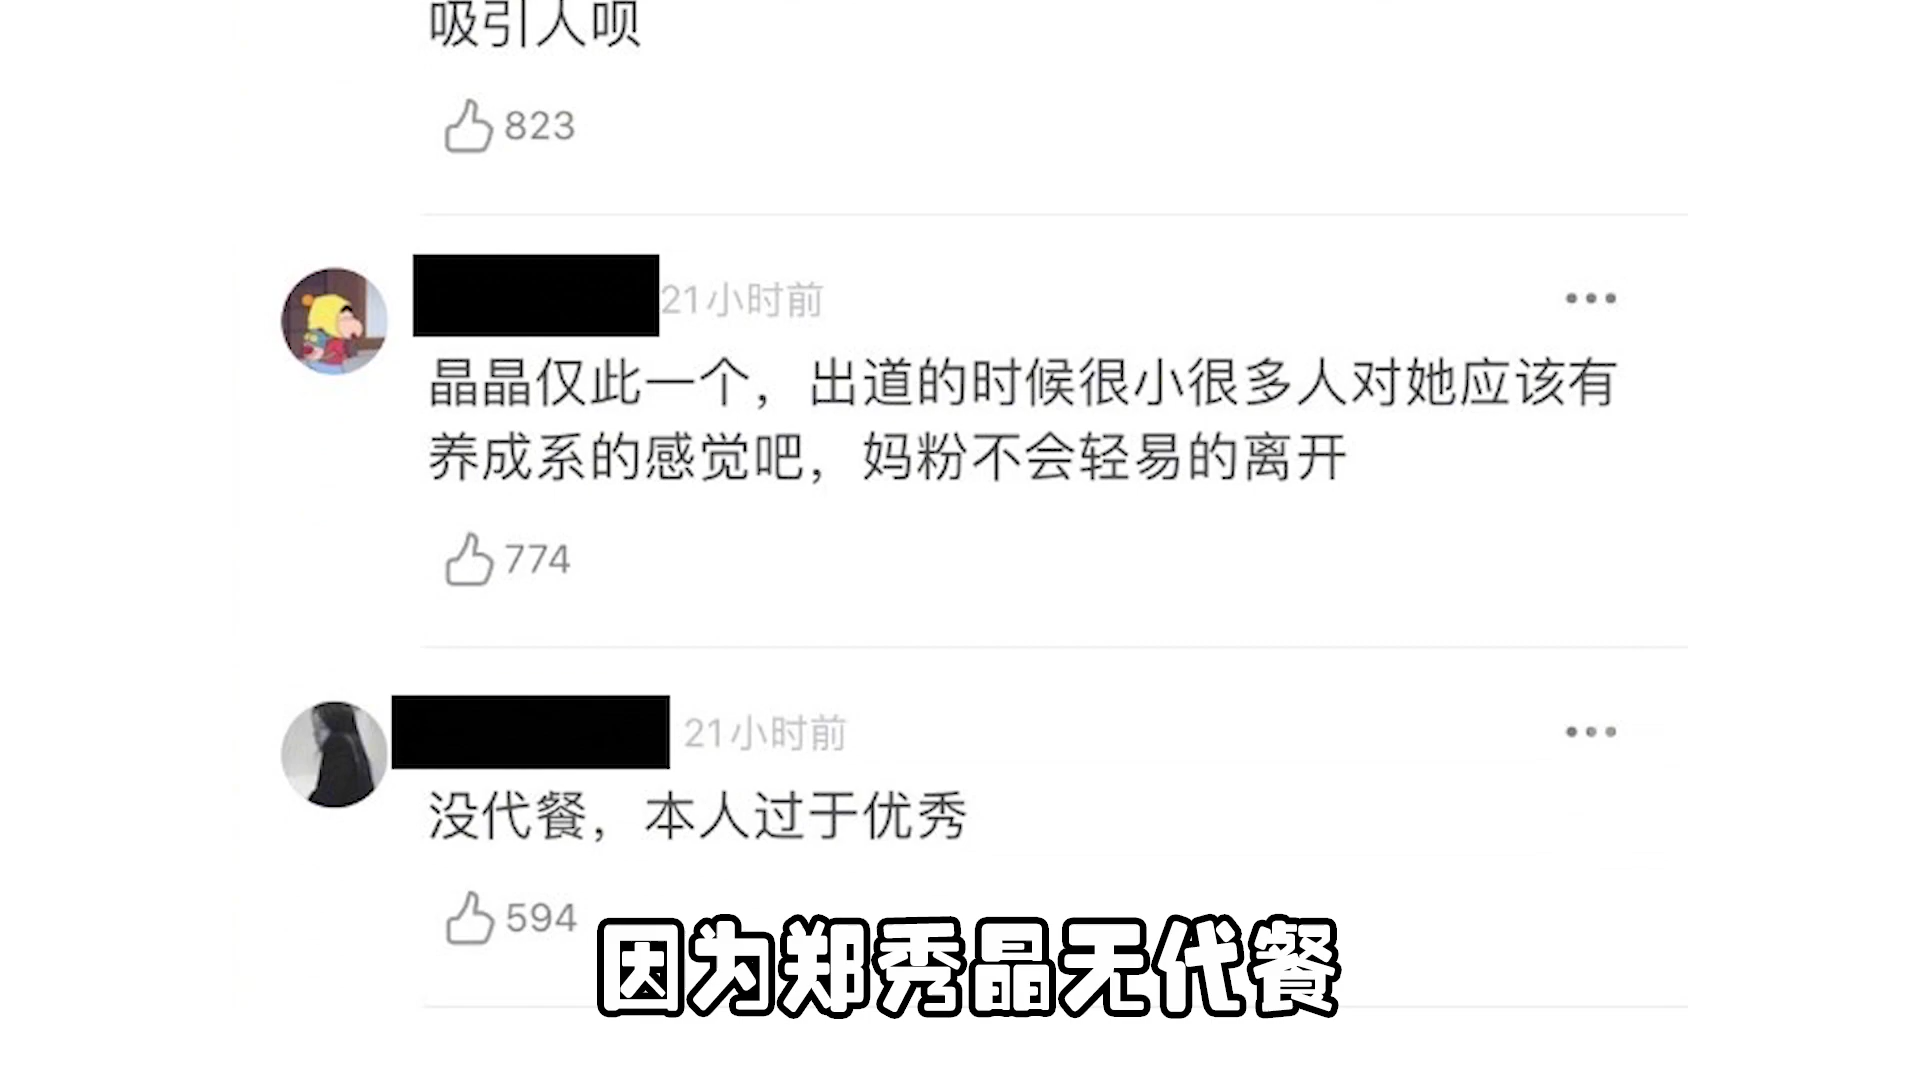 吸引人呗
823
21小时前
晶晶仅此一个，出道的时候很小很多人对她应该有
养成系的感觉吧，妈粉不会轻易的离开
774
21小时前
没代餐，本人过于优秀
594
因为郑秀晶无代餐